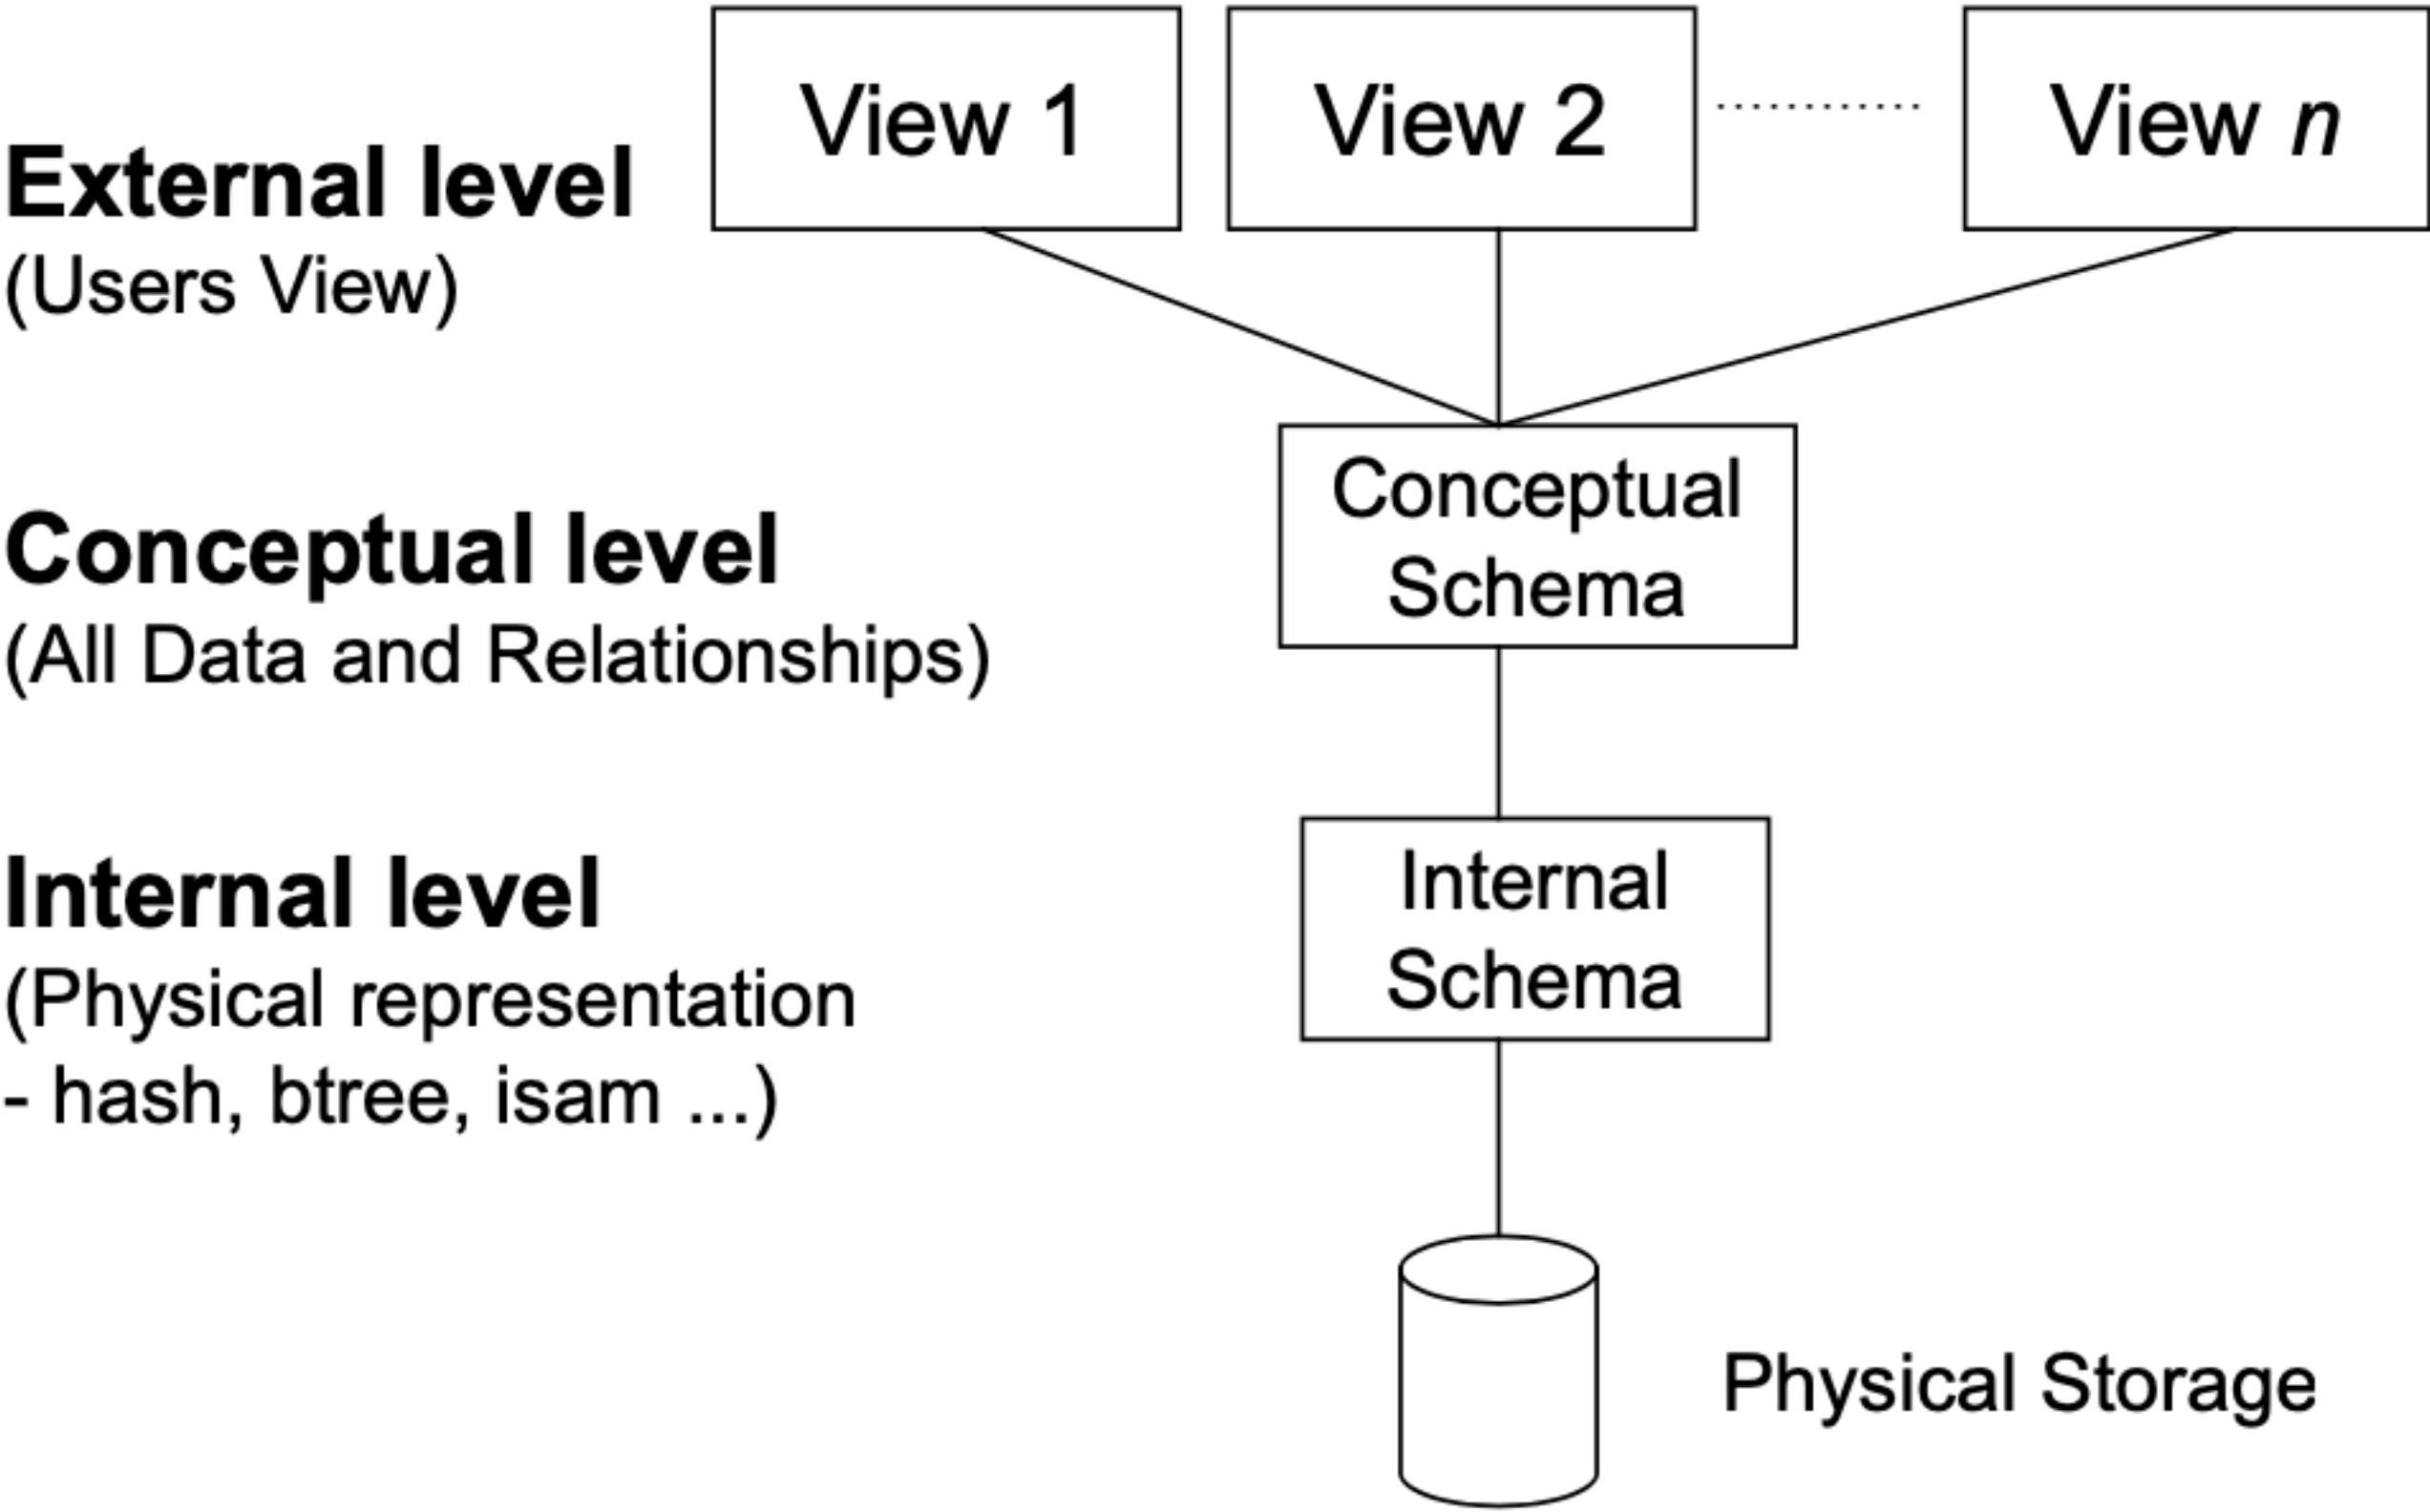 View 1
View 2
View n
External level
(Users View)
Conceptual level
(All Data and Relationships)
Conceptual
Schema
Internal level
(Physical representation
- hash, btree, isam ...)
Internal
Schema
Physical Storage